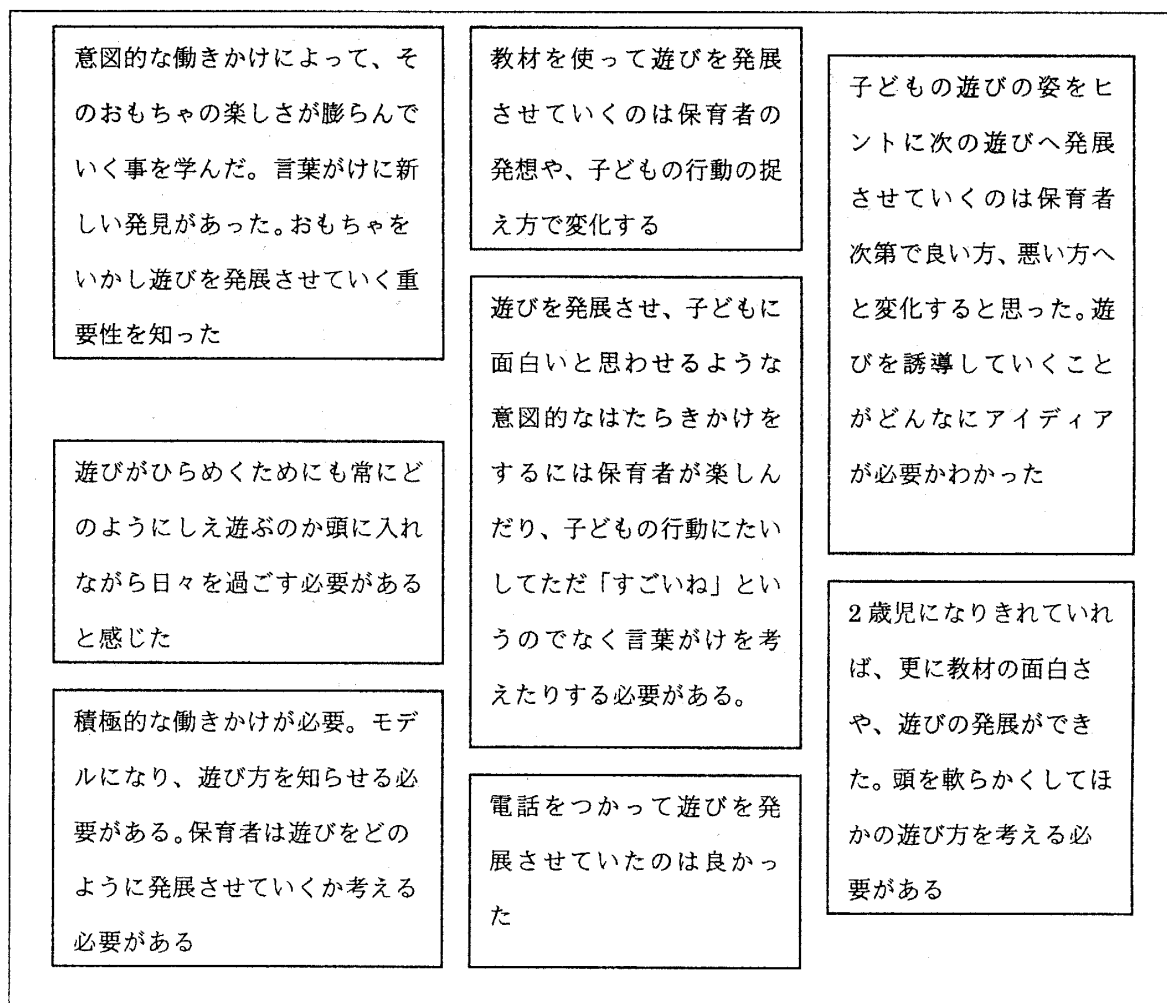 意図的な働きかけによって、そ
のおもちゃの楽しさが膨らんで
いく事を学んだ。言葉がけに新
しい発見があった。おもちゃを
いかし遊びを発展させていく重
要性を知った
遊びがひらめくためにも常にど
のようにしえ遊ぶのか頭に入れ
ながら日々を過ごす必要がある
と感じた
積極的な働きかけが必要。モデ
ルになり、遊び方を知らせる必
要がある。保育者は遊びをどの
ように発展させていくか考える
必要がある
教材を使って遊びを発展
させていくのは保育者の
発想や、子どもの行動の捉
え方で変化する
遊びを発展させ、子どもに
面白いと思わせるような
意図的なはたらきかけを
するには保育者が楽しん
だり、子どもの行動にたい
してただ「すごいね」とい
うのでなく言葉がけを考
えたりする必要がある。
電話をつかって遊びを発
展させていたのは良かっ
た
子どもの遊びの姿をヒ
ントに次の遊びへ発展
させていくのは保育者
次第で良い方、悪い方へ
と変化すると思った。遊
びを誘導していくこと
がどんなにアイディア
が必要かわかった
2歳児になりきれていれ
ば、更に教材の面白さ
や、遊びの発展ができ
た。頭を軟らかくしてほ
かの遊び方を考える必
要がある